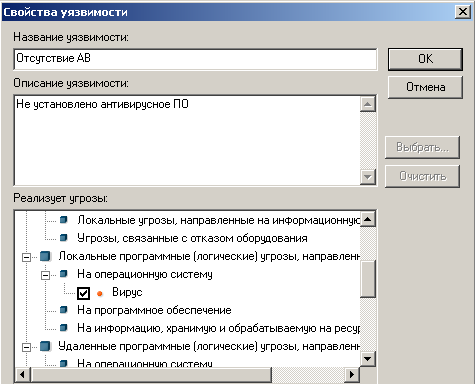 Свойства уязвимости
Название уязвимости:
Отсутствие АВ
OK
Отмена
Описание уязвимости:
Не установлено антивирусное ПО
Выбрать...
Очистить
Реализует угрозы:
Локальные угрозы, направленные на информационную
Угрозы, связанные с отказом оборудования
Локальные программные (логические) угрозы, направлен
На операционную систему
Вирус
На программное обеспечение
На информацию, хранимую и обрабатываемую на ресур
Удаленные программные (логические) угрозы, направлен
На операционную систему